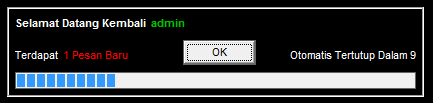 Selamat Datang Kembali admin
Terdapat 1 Pesan Baru OK Otomatis Tertutup Dalam 9